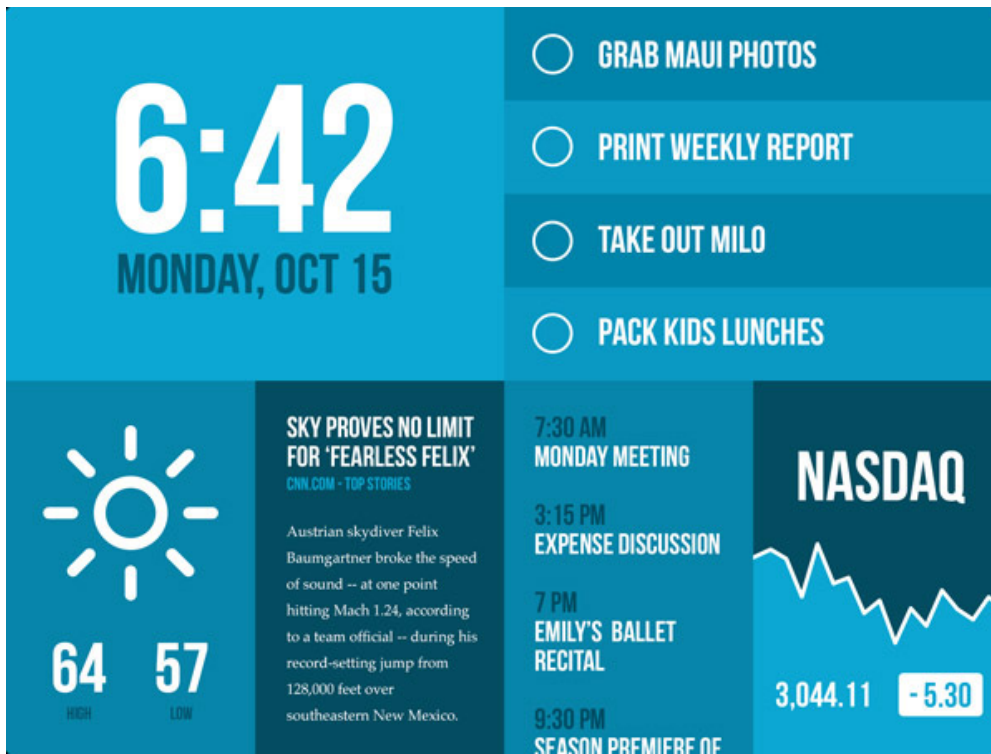 6:42
MONDAY, OCT 15
GRAB MAUI PHOTOS
PRINT WEEKLY REPORT
TAKE OUT MILO
PACK KIDS LUNCHES
64
HIGH
57
LOW
SKY PROVES NO LIMIT
FOR ‘FEARLESS FELIX’
CNN.COM - TOP STORIES
Austrian skydiver Felix
Baumgartner broke the speed
of sound -- at one point
hitting Mach 1.24, according
to a team official -- during his
record-setting jump from
128,000 feet over
southeastern New Mexico.
7:30 AM
MONDAY MEETING
3:15 PM
EXPENSE DISCUSSION
7 PM
EMILY’S BALLET
RECITAL
9:30 PM
SEASON PREMIERE OF
NASDAQ
3,044.11
- 5.30